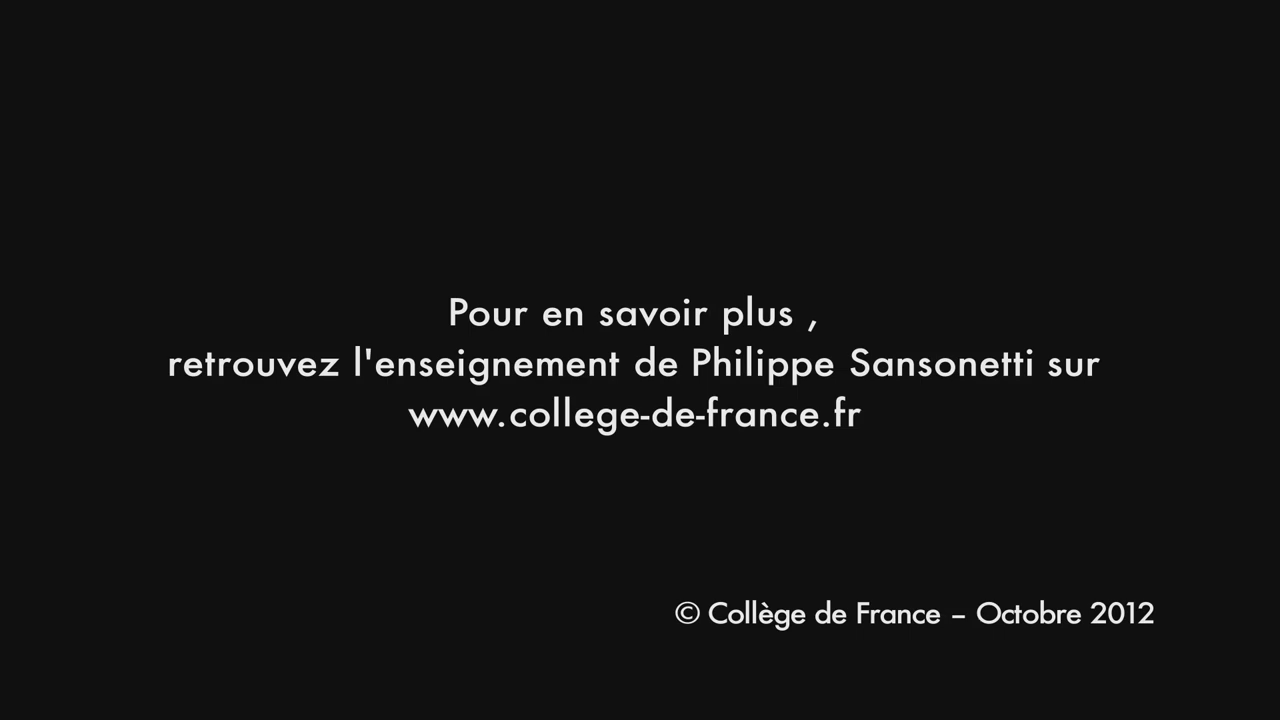 Pour en savoir plus ,
retrouvez l'enseignement de Philippe Sansonetti sur
www.college-de-france.fr
© Collège de France – Octobre 2012